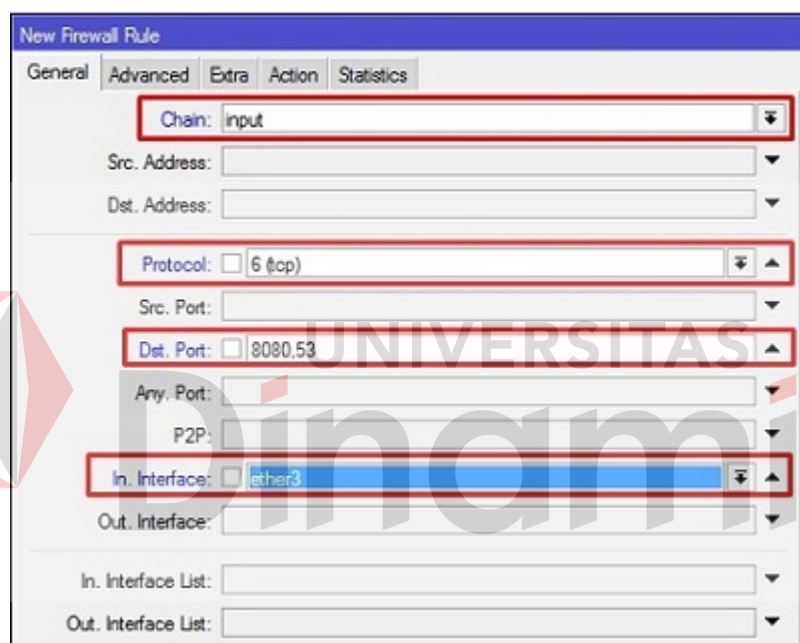 New Firewall Rule
General Advanced Extra Action Statistics
Chain: input
Src. Address:
Dst. Address:
Protocol: 6 (tcp)
Src. Port:
UNIVERSITAS
Dst. Port: 8080,53
Dinami
Any. Port:
P2P:
In. Interface: ether3
Out. Interface:
In. Interface List:
Out. Interface List: